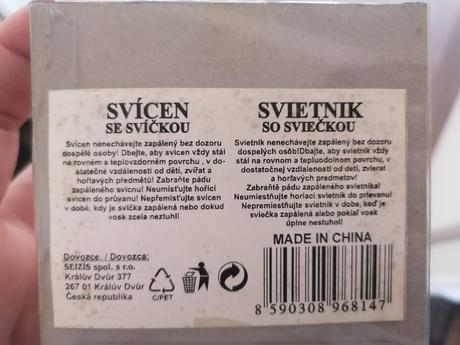 SVÍCEN
SE SVÍČKOU
Svícen nenechávejte zapálený bez dozoru
dospělé osoby! Dbejte, aby svícen vždy stál
na rovném a teplovzdorném povrchu , v do-
statečné vzdálenosti od dětí, zvířat a
hořlavých předmětů! Zabraňte pádu
zapáleného svícnu! Neumisťujte hořící
svícen do průvanu! Nepřemisťujte svícen
v době, kdy je svíčka zapálená nebo dokud
vosk zcela neztuhl!
Dovozce: / Dovozca:
SEIZIS spol. s r.o.
Králův Dvůr 377
267 01 Králův Dvůr
Česká republika
C/PET
SVIETNIK
SO SVIEČKOU
Svietnik nenechávejte zapálený bez dozoru
dospelých osôb!Dbajte, aby svietnik vždy
stál na rovnom a tepluodolnom povrchu, v
dostatočnej vzdialenosti od detí, zvierat
a horľavých predmetov!
Zabraňtě pádu zapáleného svietnika!
Neumiestňujte horiaci svietnik do prievanu!
Nepremiestňujte svietnik v dobe, keď je
sviečka zapálená alebo pokiaľ vosk
úplne nestuhol!
MADE IN CHINA
8 590308 968147